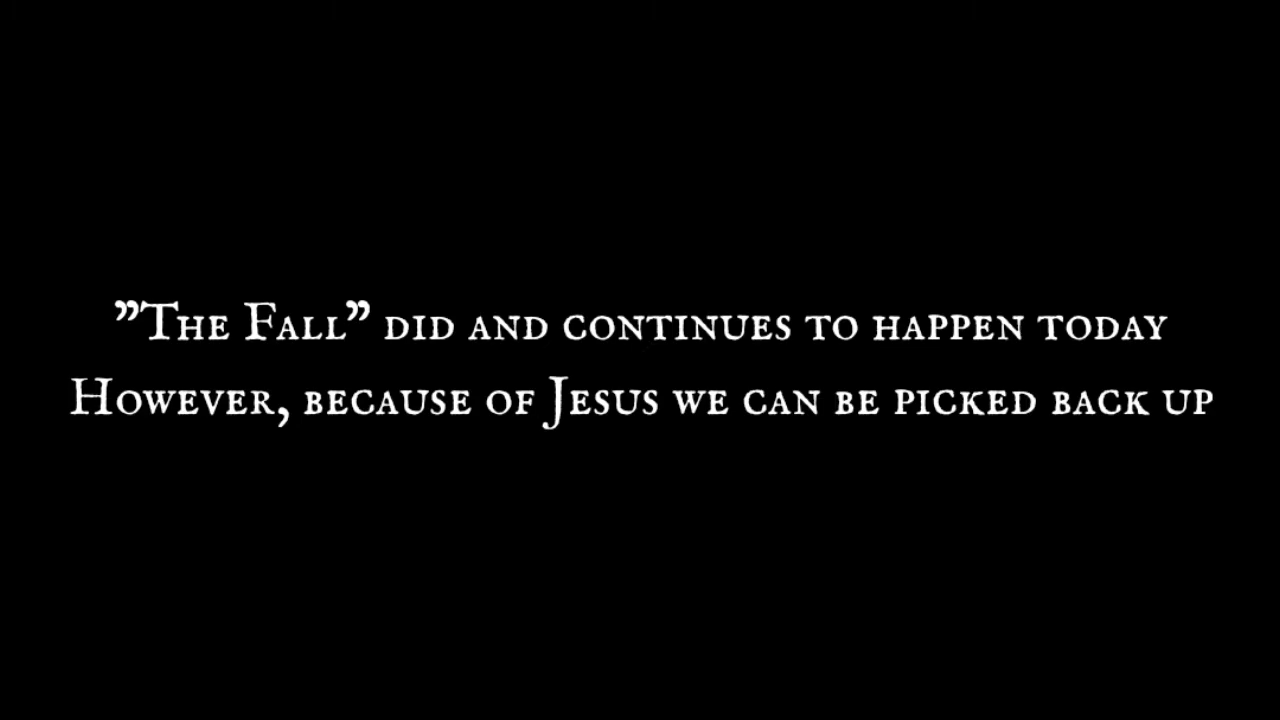 ”The Fall” did and continues to happen today
However, because of Jesus we can be picked back up